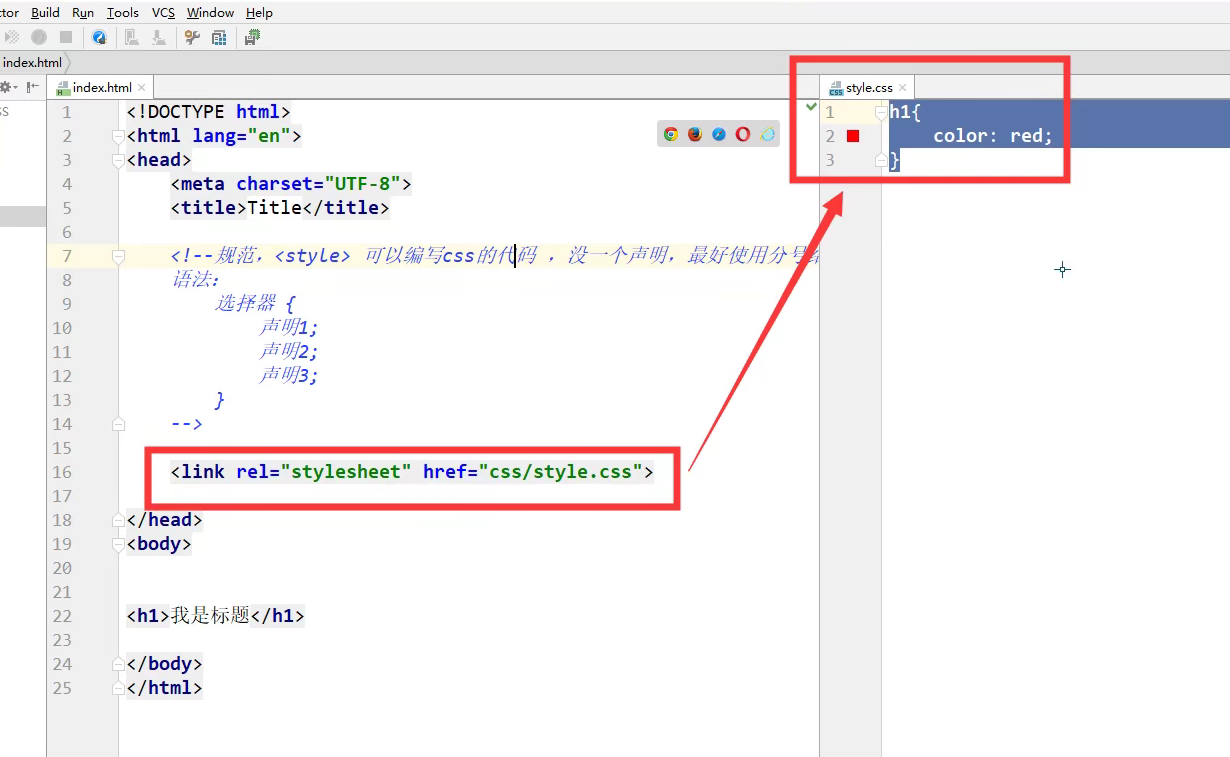 Build Run Tools VCS Window Help
index.html
index.html
1 <!DOCTYPE html>
2 <html lang="en">
3 <head>
4 <meta charset="UTF-8">
5 <title>Title</title>
6
7 <!--规范，<style> 可以编写css的代码 ，没一个声明，最好使用分号
8 语法：
9 选择器 {
10 声明1;
11 声明2;
12 声明3;
13 }
14 -->
15
16 <link rel="stylesheet" href="css/style.css">
17
18 </head>
19 <body>
20
21
22 <h1>我是标题</h1>
23
24 </body>
25 </html>
style.css
1 h1{
2 color: red;
3 }